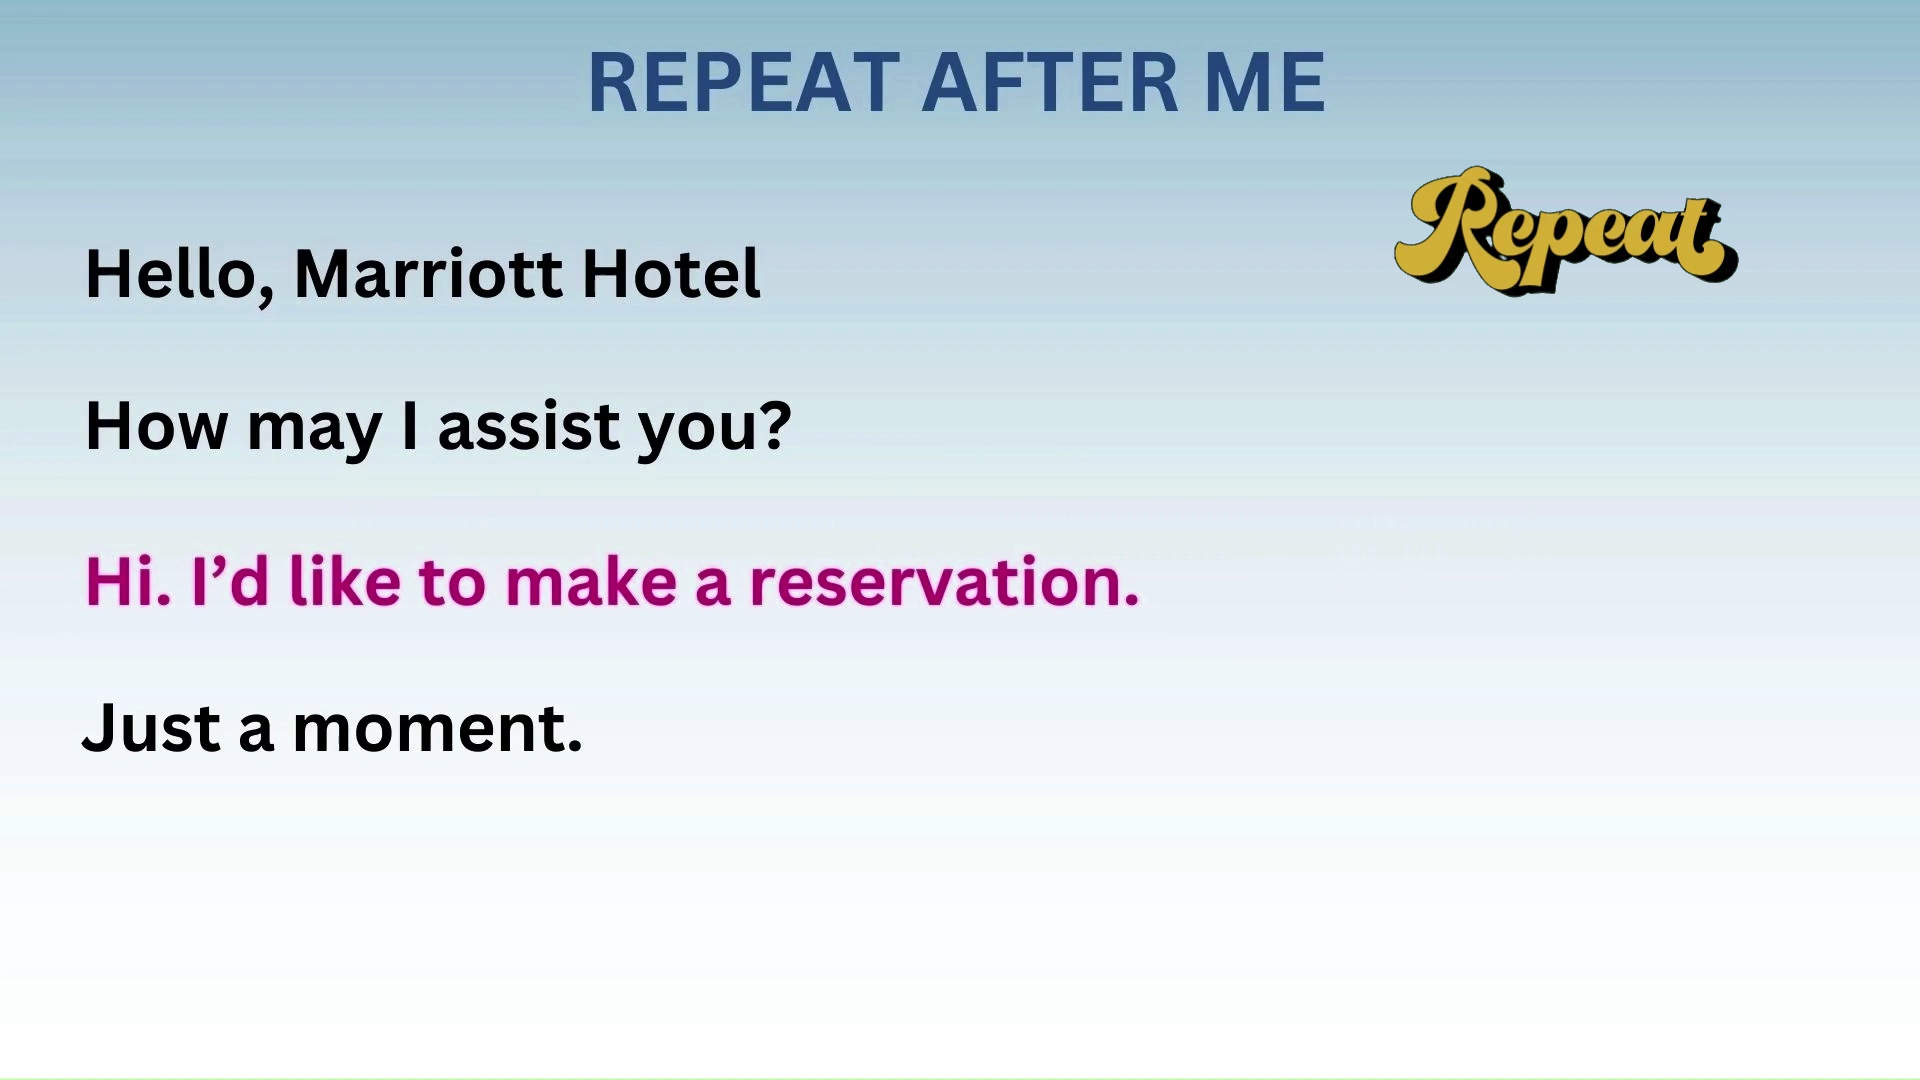 REPEAT AFTER ME
Repeat
Hello, Marriott Hotel
How may I assist you?
Hi. I’d like to make a reservation.
Just a moment.